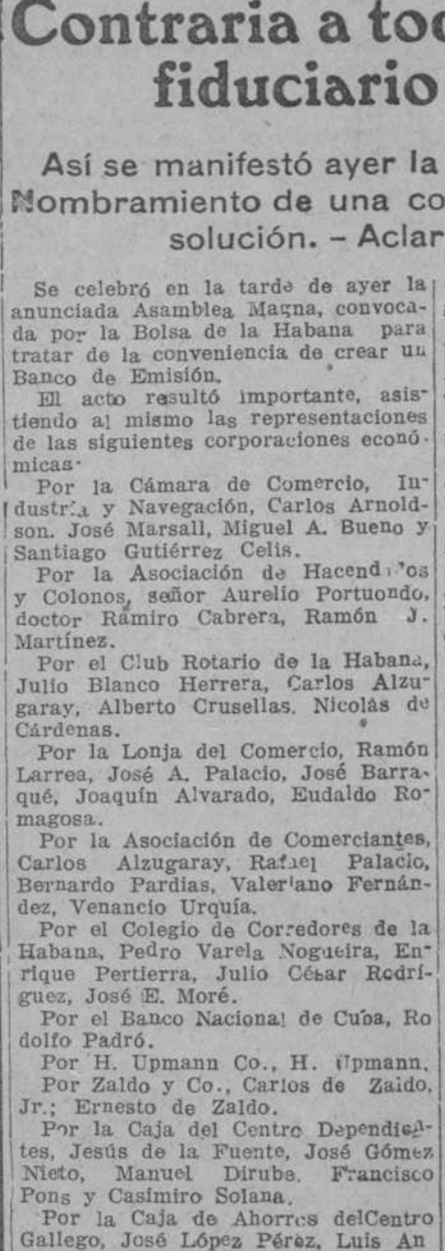 Contraria a
fiduciario
Así se manifestó ayer la
Nombramiento de una
solución. - Aclar
Se celebró en la tarde de ayer la
anunciada Asamblea Magna, convoca-
da por la Bolsa de la Habana para
tratar de la conveniencia de crear un
Banco de Emisión.
El acto resultó importante, asis-
tiendo al mismo las representaciones
de las siguientes corporaciones econó-
micas·
Por la Cámara de Comercio, In-
dustria y Navegación, Carlos Arnold-
son. José Marsall, Miguel A. Bueno y
Santiago Gutiérrez Celis.
Por la Asociación de Hacendados
y Colonos, señor Aurelio Portuondo,
doctor Rámiro Cabrera, Ramón J.
Martínez.
Por el Club Rotario de la Habana,
Julio Blanco Herrera, Carlos Alzu-
garay, Alberto Crusellas. Nicolás de
Cárdenas.
Por la Lonja del Comercio, Ramón
Larrea, José A. Palacio, José Barra-
qué, Joaquín Alvarado, Eudaldo Ro-
magosa.
Por la Asociación de Comerciantes,
Carlos Alzugaray, Rafael Palacio,
Bernardo Pardias, Valeriano Fernán-
dez, Venancio Urquía.
Por el Colegio de Corredores de la
Habana, Pedro Varela Nogueira, En-
rique Pertierra, Julio César Rodrí-
guez, José E. Moré.
Por el Banco Nacional de Cuba, Ro
dolfo Padró.
Por H. Upmann Co., H. Upmann.
Por Zaldo y Co., Carlos de Zaldo,
Jr.; Ernesto de Zaldo.
Por la Caja del Centro Dependien-
tes, Jesús de la Fuente, José Gómez
Nieto, Manuel Diruba. Francisco
Pons y Casimiro Solana.
Por la Caja de Ahorros delCentro
Gallego, José López Pérez, Luis An